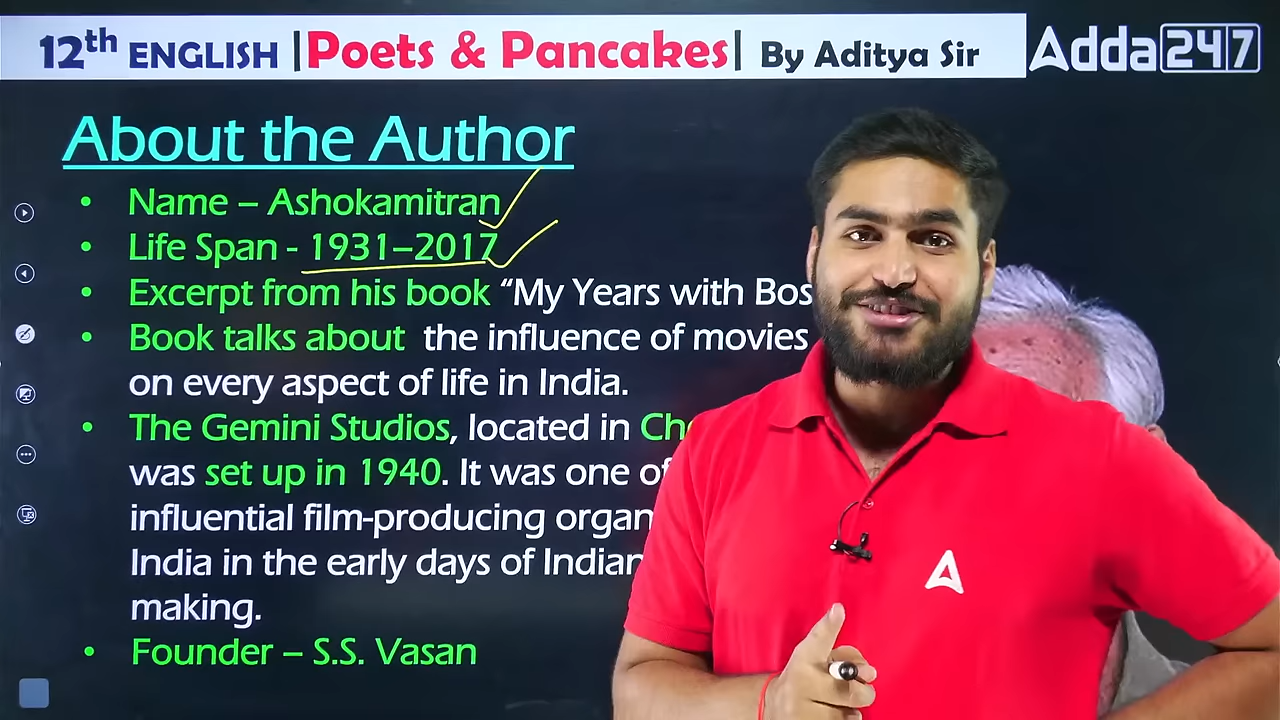 12th ENGLISH |Poets & Pancakes| By Aditya Sir
Adda247
About the Author
• Name – Ashokamitran
• Life Span - 1931–2017
• Excerpt from his book “My Years with Bos
• Book talks about the influence of movies
on every aspect of life in India.
• The Gemini Studios, located in
was set up in 1940. It was one of
influential film-producing organ
India in the early days of Indian
making.
• Founder – S.S. Vasan